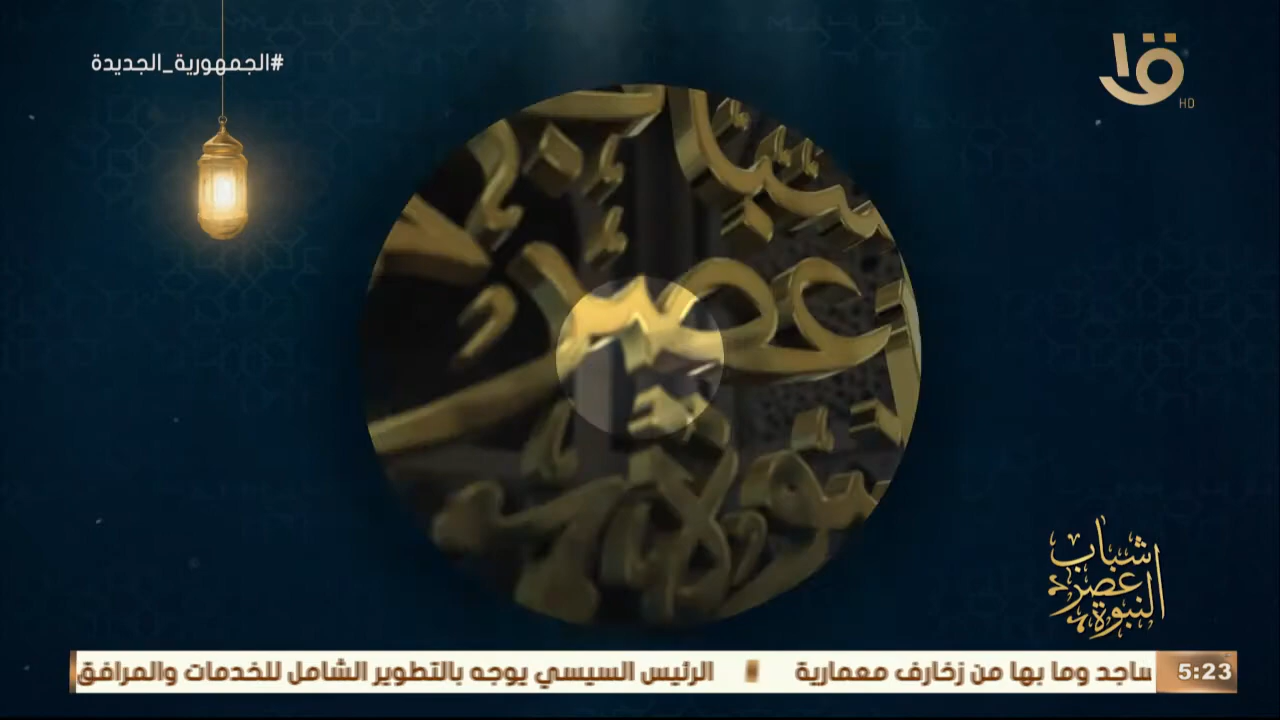 #الجمهورية_الجديدة
HD
شباب
عصر
النبوة
ساجد وما بها من زخارف معمارية
الرئيس السيسي يوجه بالتطوير الشامل للخدمات والمرافق
5:23